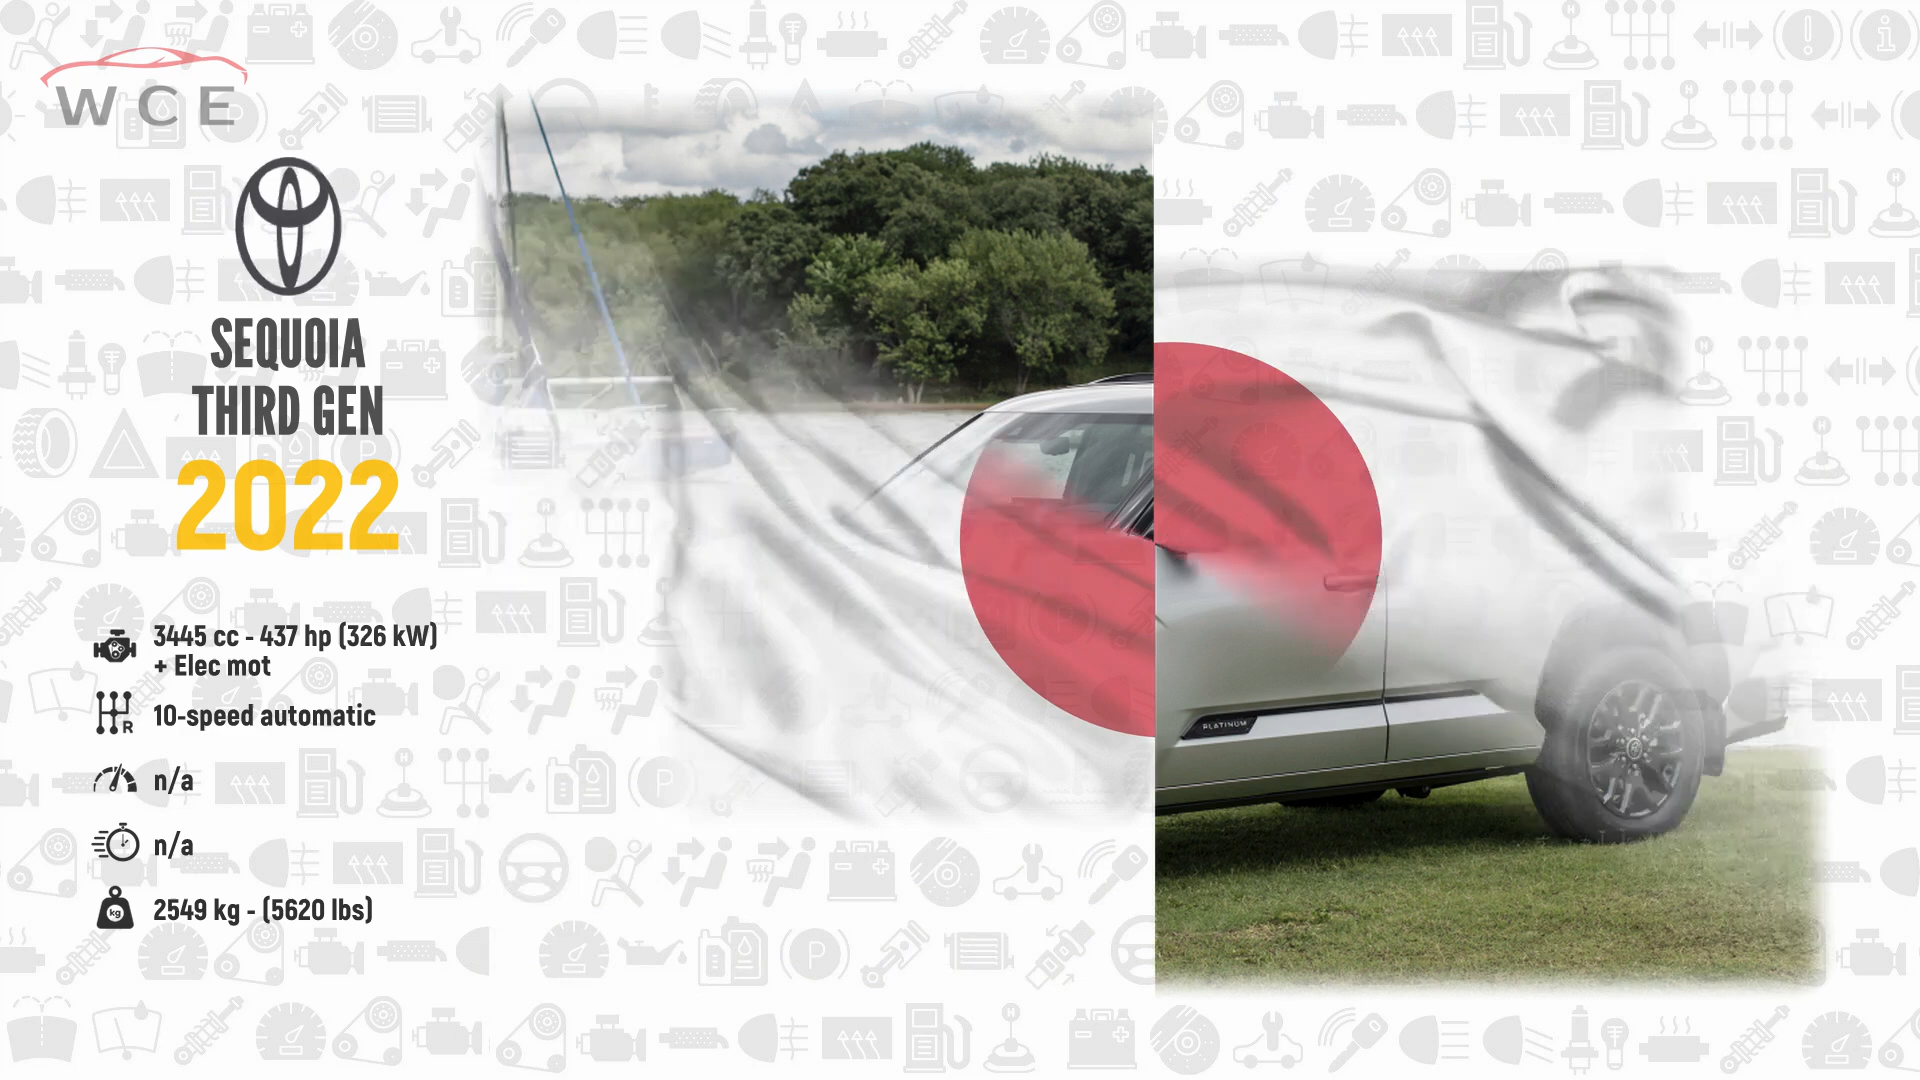 WCE
SEQUOIA
THIRD GEN
2022
3445 cc - 437 hp (326 kW)
+ Elec mot
R
10-speed automatic
n/a
n/a
kg
2549 kg - (5620 lbs)
PLATINUM